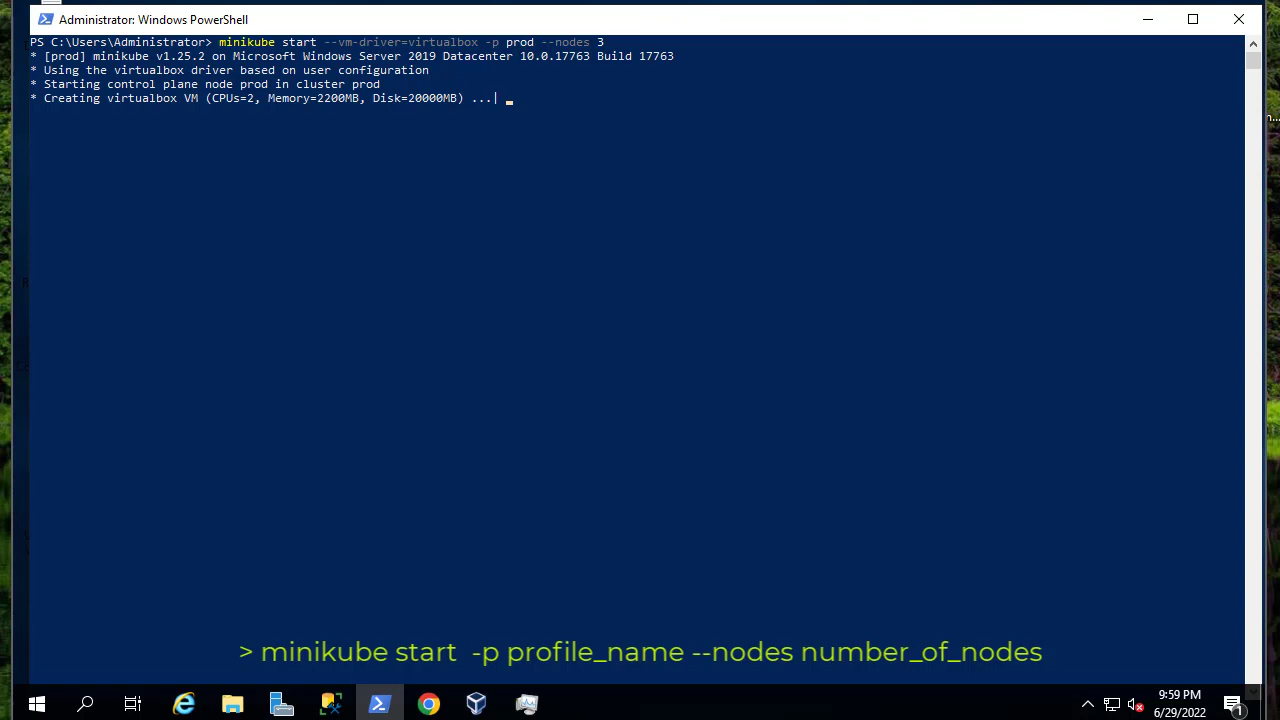 Administrator: Windows PowerShell
PS C:\Users\Administrator> minikube start --vm-driver=virtualbox -p prod --nodes 3
* [prod] minikube v1.25.2 on Microsoft Windows Server 2019 Datacenter 10.0.17763 Build 17763
* Using the virtualbox driver based on user configuration
* Starting control plane node prod in cluster prod
* Creating virtualbox VM (CPUs=2, Memory=2200MB, Disk=20000MB) ...|
> minikube start  -p profile_name --nodes number_of_nodes
9:59 PM
6/29/2022
1